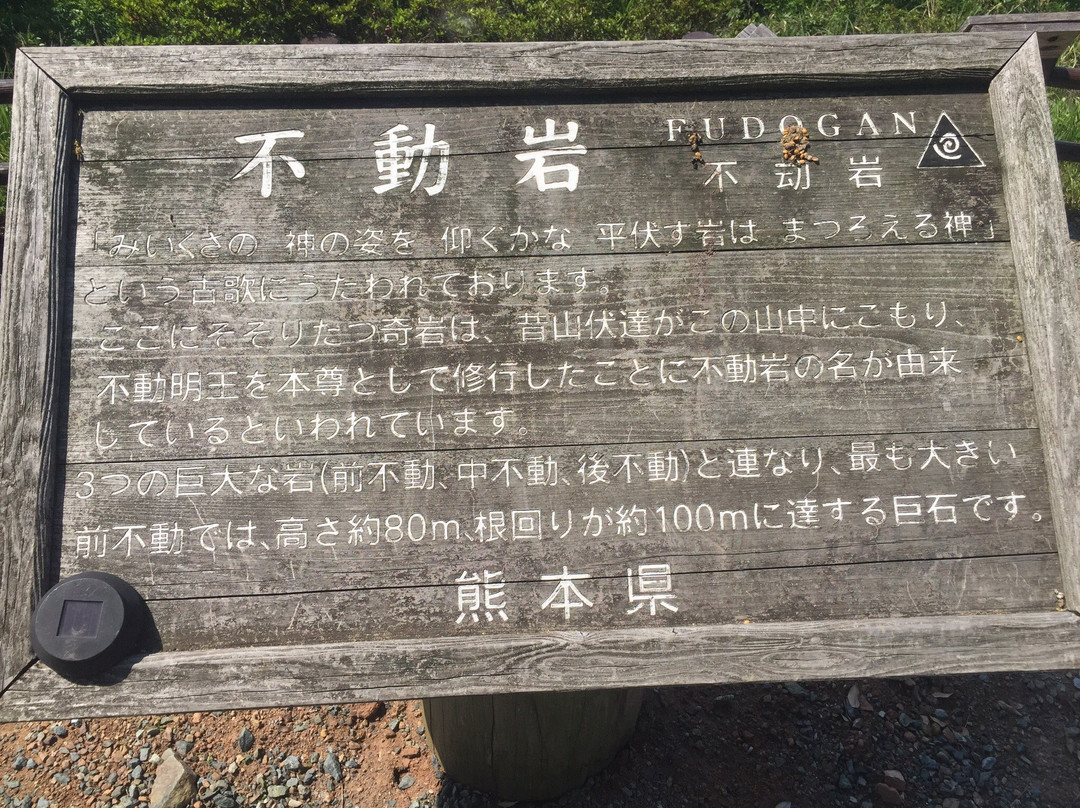 不動岩 FUDOGAN
不动岩
「みいくさの 神の姿を 仰ぐかな 平伏す岩は まつろえる神」
という古歌にうたわれております。
ここにそそりたつ奇岩は、昔山伏達がこの山中にこもり、
不動明王を本尊として修行したことに不動岩の名が由来
しているといわれています。
3つの巨大な岩(前不動、中不動、後不動)と連なり、最も大きい
前不動では、高さ約80m、根回りが約100mに達する巨石です。
熊本県